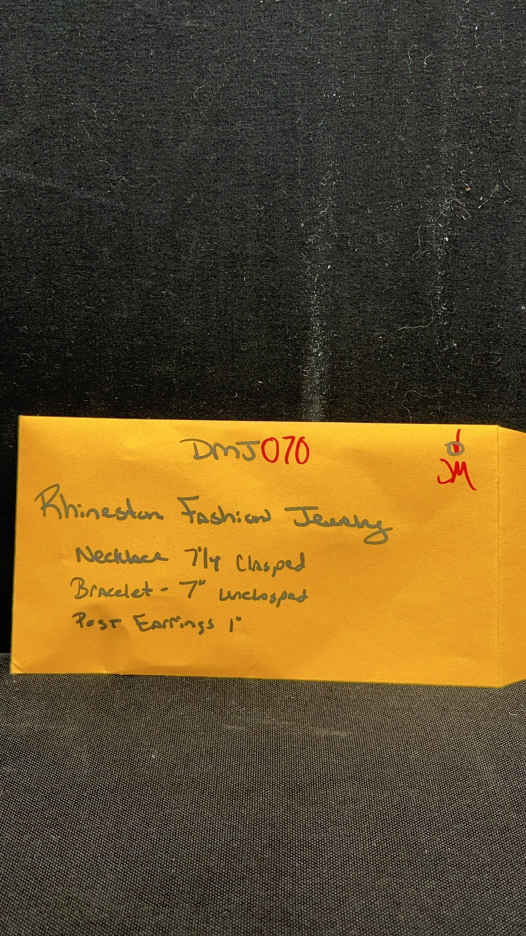 DMJ070
JM
Rhineston Fashion Jewelry
Necklace 7 1/4 Clasped
Bracelet - 7" unclasped
Post Earrings 1"